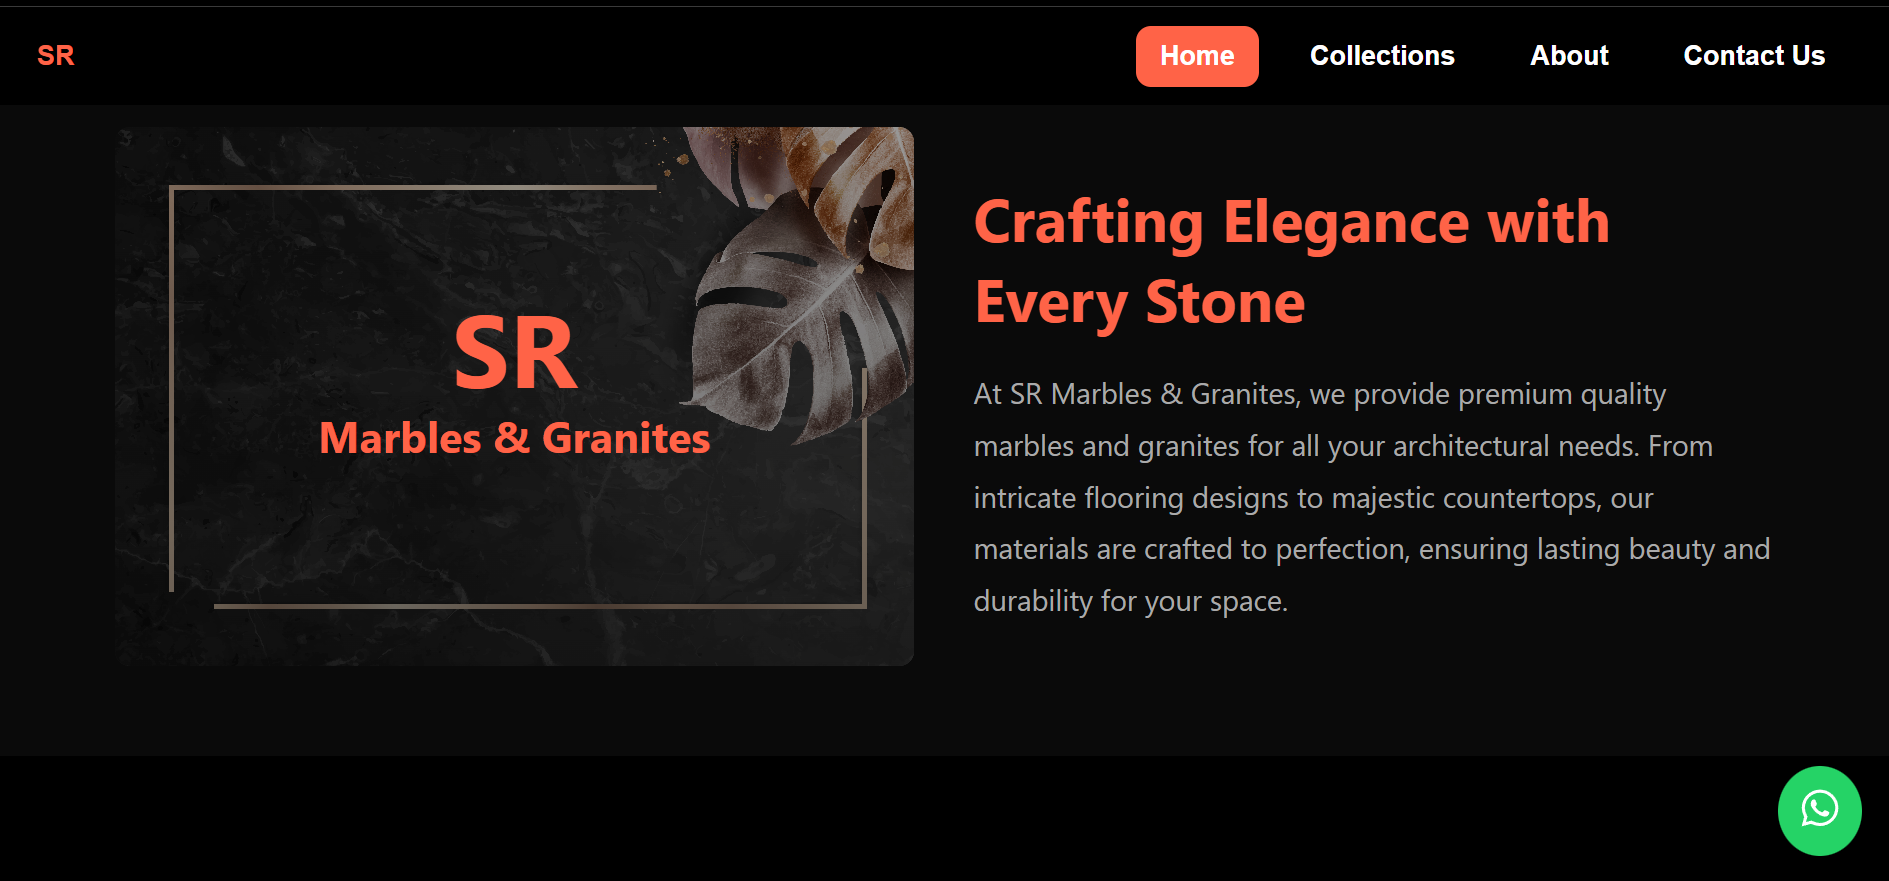 SR
Home
Collections
About
Contact Us
SR
Marbles & Granites
Crafting Elegance with
Every Stone
At SR Marbles & Granites, we provide premium quality
marbles and granites for all your architectural needs. From
intricate flooring designs to majestic countertops, our
materials are crafted to perfection, ensuring lasting beauty and
durability for your space.